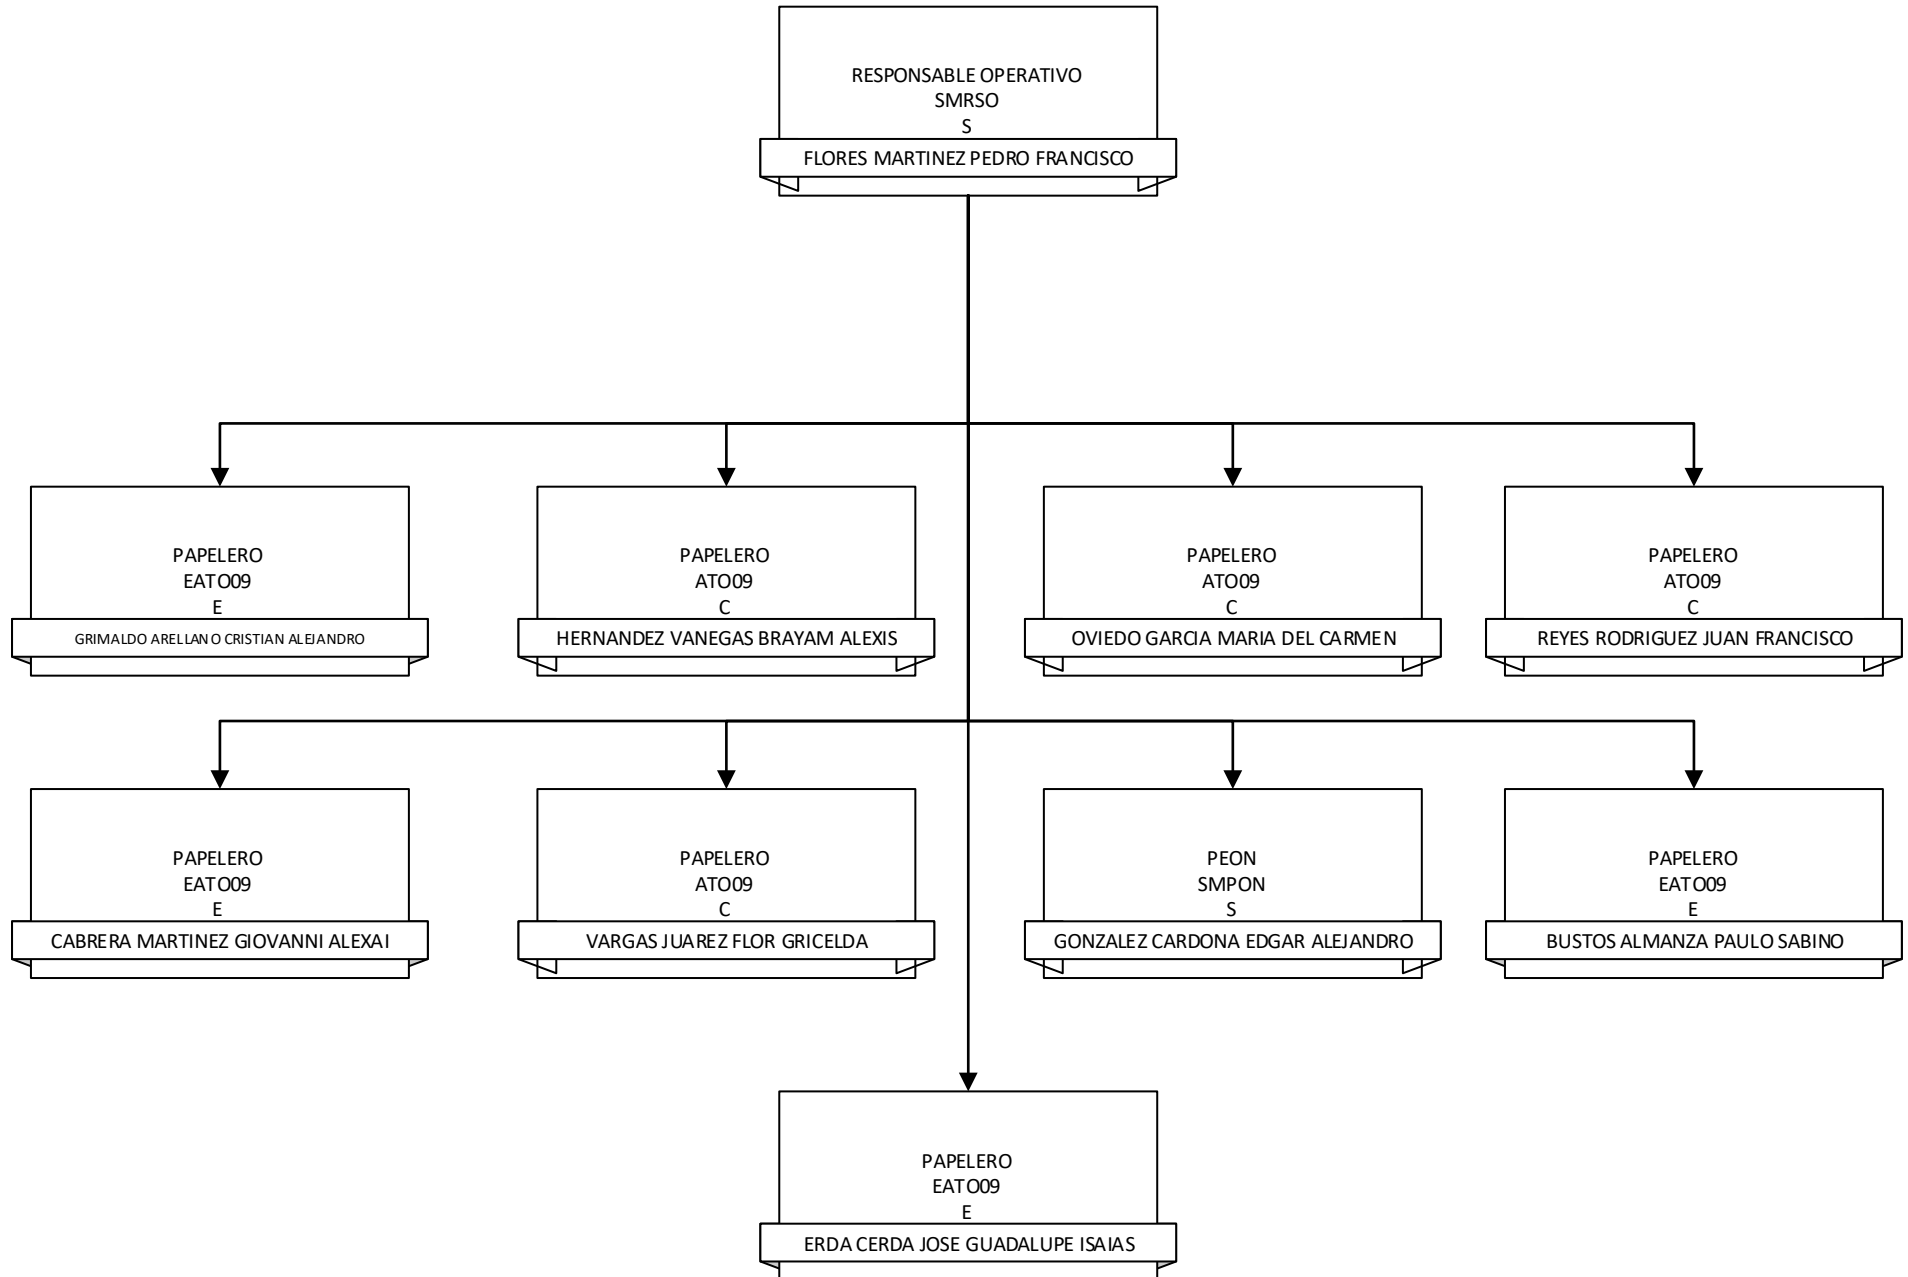 RESPONSABLE OPERATIVO
SMRSO
S
FLORES MARTINEZ PEDRO FRANCISCO
PAPELERO
EATO09
E
GRIMALDO ARELLANO CRISTIAN ALEJANDRO
PAPELERO
ATO09
C
HERNANDEZ VANEGAS BRAYAM ALEXIS
PAPELERO
ATO09
C
OVIEDO GARCIA MARIA DEL CARMEN
PAPELERO
ATO09
C
REYES RODRIGUEZ JUAN FRANCISCO
PAPELERO
EATO09
E
CABRERA MARTINEZ GIOVANNI ALEXAI
PAPELERO
ATO09
C
VARGAS JUAREZ FLOR GRICELDA
PEON
SMPON
S
GONZALEZ CARDONA EDGAR ALEJANDRO
PAPELERO
EATO09
E
BUSTOS ALMANZA PAULO SABINO
PAPELERO
EATO09
E
ERDA CERDA JOSE GUADALUPE ISAIAS